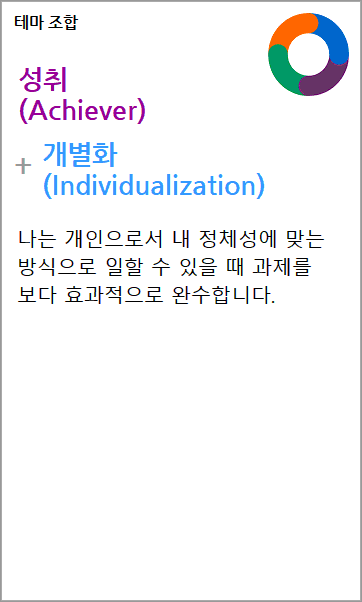 테마 조합
성취
(Achiever)
+ 개별화
(Individualization)
나는 개인으로서 내 정체성에 맞는
방식으로 일할 수 있을 때 과제를
보다 효과적으로 완수합니다.